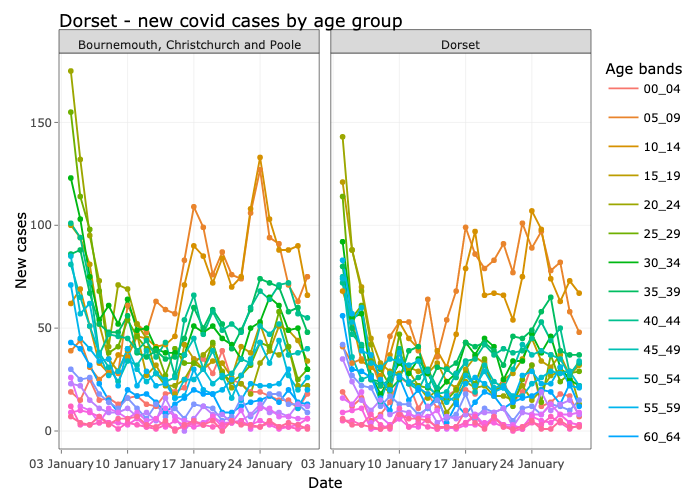 Dorset - new covid cases by age group
Bournemouth, Christchurch and Poole
Dorset
Age bands
00_04
05_09
10_14
15_19
20_24
25_29
30_34
35_39
40_44
45_49
50_54
55_59
60_64
New cases
150
100
50
0
03 January 10 January 17 January 24 January
03 January 10 January 17 January 24 January
Date